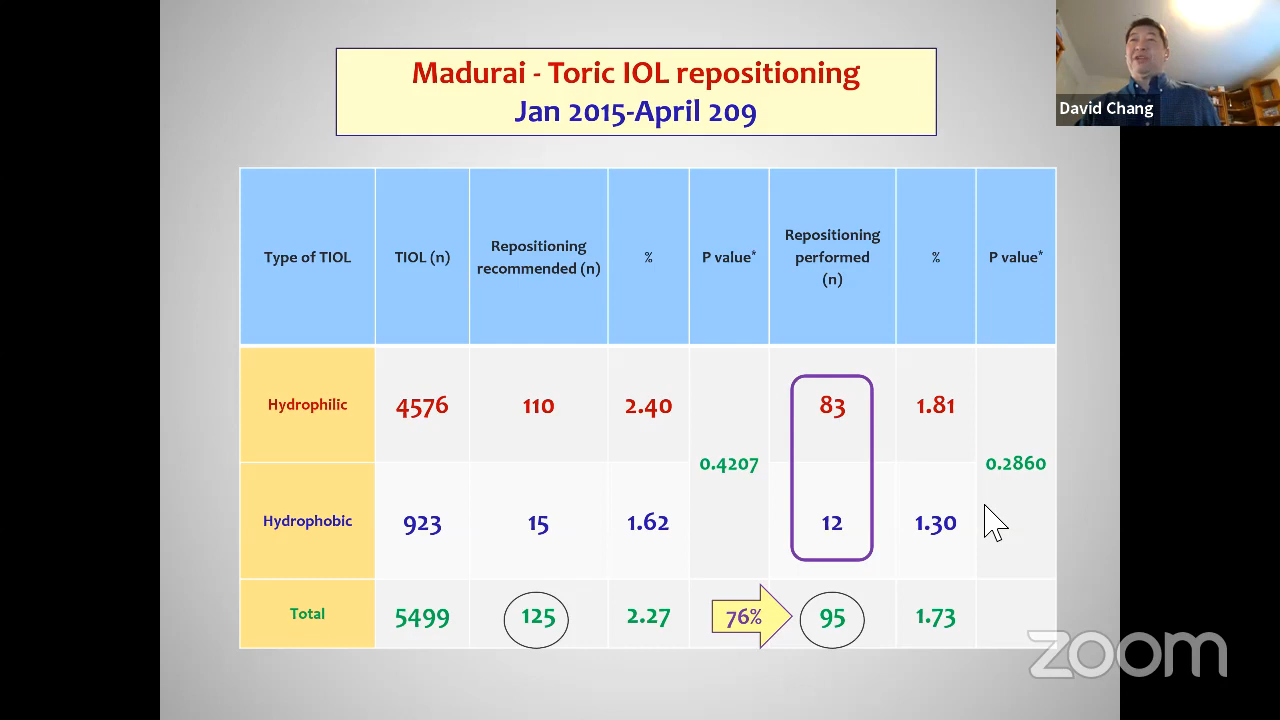 Madurai - Toric IOL repositioning
Jan 2015-April 209
David Chang
Type of TIOL
TIOL (n)
Repositioning
recommended (n)
%
P value*
Repositioning
performed
(n)
%
P value*
Hydrophilic
4576
110
2.40
0.4207
83
1.81
0.2860
Hydrophobic
923
15
1.62
12
1.30
Total
5499
125
2.27
76%
95
1.73
zoom